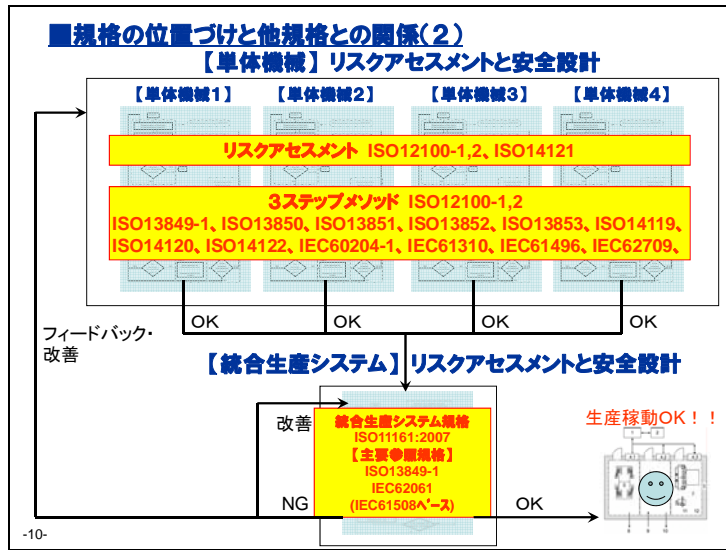 ■規格の位置づけと他規格との関係(2)
【単体機械】 リスクアセスメントと安全設計
【単体機械1】 【単体機械2】 【単体機械3】 【単体機械4】
リスクアセスメント ISO12100-1,2、ISO14121
3ステップメソッド ISO12100-1,2
ISO13849-1、ISO13850、ISO13851、ISO13852、ISO13853、ISO14119、
ISO14120、ISO14122、IEC60204-1、IEC61310、IEC61496、IEC62709、
OK OK OK OK
フィードバック・
改善
【統合生産システム】 リスクアセスメントと安全設計
改善
統合生産システム規格
ISO11161:2007
【主要参照規格】
ISO13849-1
IEC62061
(IEC61508ベース)
NG
OK
生産稼動OK!!
-10-